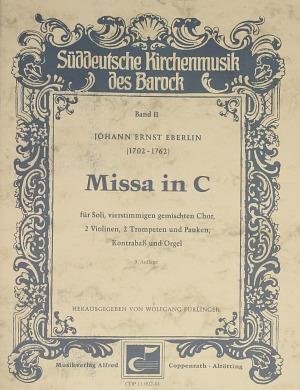 Süddeutsche Kirchenmusik
des Barock
Band II
JOHANN ERNST EBERLIN
(1702-1762)
Missa in C
für Soli, vierstimmigen gemischten Chor,
2 Violinen, 2 Trompeten und Pauken,
Kontrabaß und Orgel
Auflage
HERAUSGEGEBEN VON WOLFGANG FÜRLINGER
Musikverlag Alfred Coppenrath - Altötting